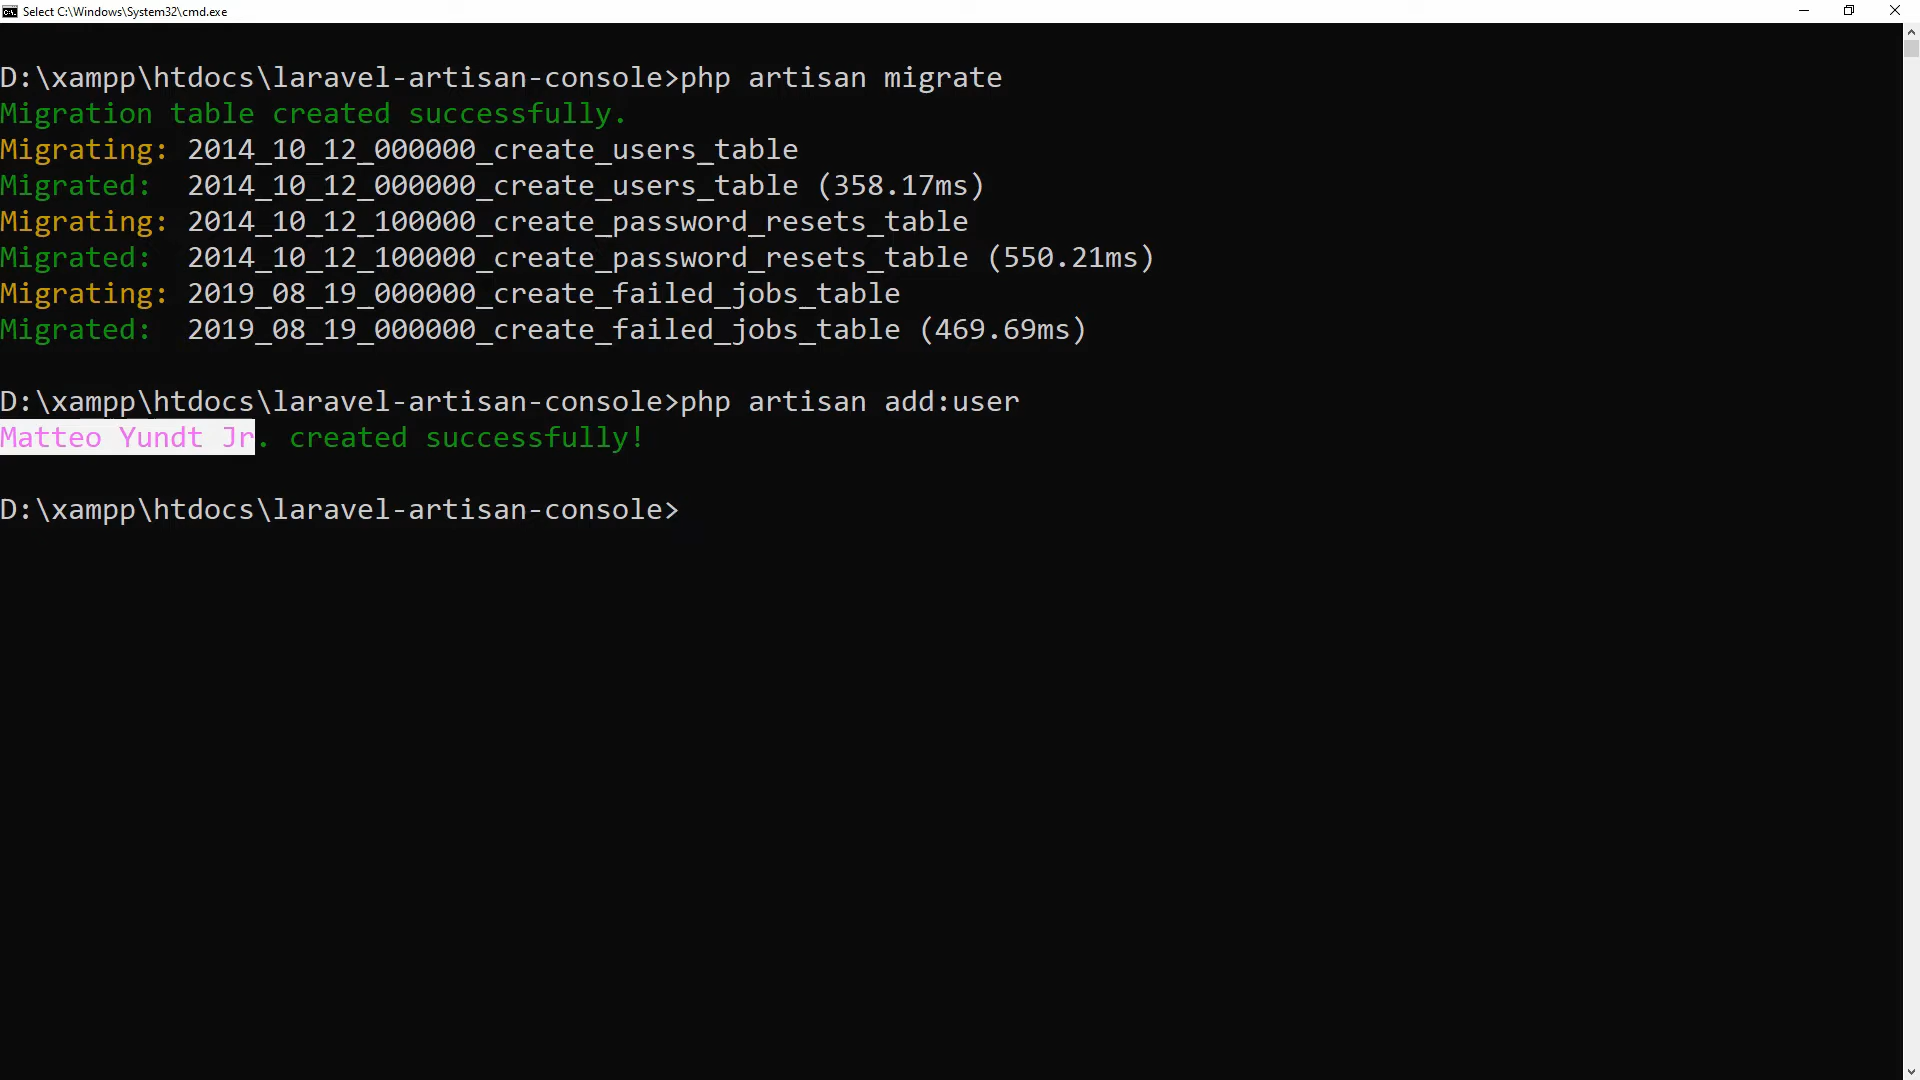 Select C:\Windows\System32\cmd.exe
D:\xampp\htdocs\laravel-artisan-console>php artisan migrate
Migration table created successfully.
Migrating: 2014_10_12_000000_create_users_table
Migrated:  2014_10_12_000000_create_users_table (358.17ms)
Migrating: 2014_10_12_100000_create_password_resets_table
Migrated:  2014_10_12_100000_create_password_resets_table (550.21ms)
Migrating: 2019_08_19_000000_create_failed_jobs_table
Migrated:  2019_08_19_000000_create_failed_jobs_table (469.69ms)
D:\xampp\htdocs\laravel-artisan-console>php artisan add:user
Matteo Yundt Jr. created successfully!
D:\xampp\htdocs\laravel-artisan-console>